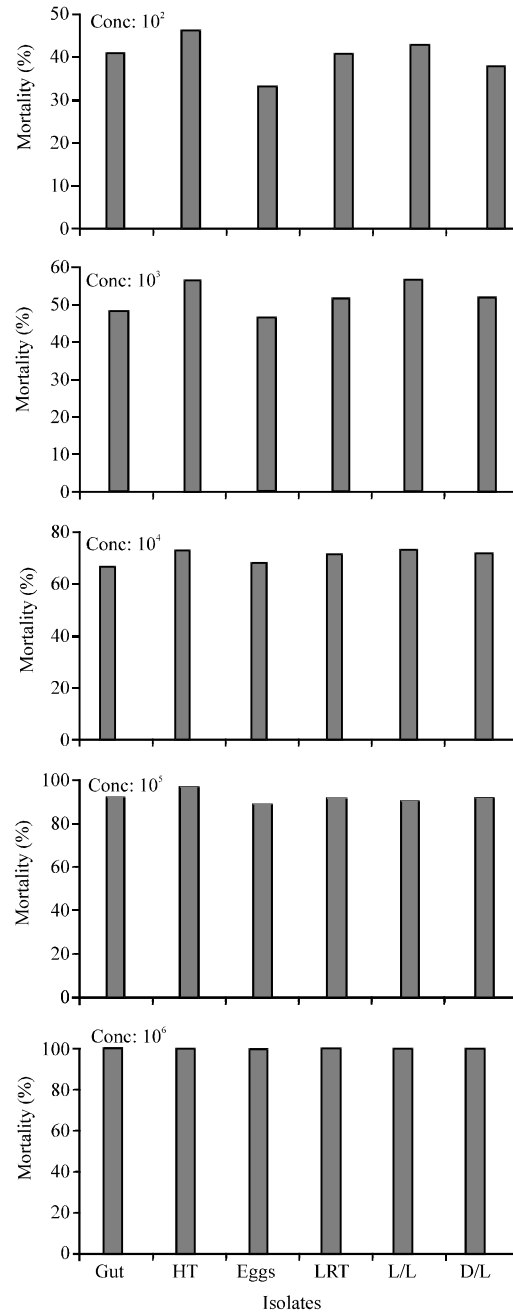 Conc: 10²
Mortality (%)
50
40
30
20
10
0
Conc: 10³
Mortality (%)
60
50
40
30
20
10
0
Conc: 10⁴
Mortality (%)
80
60
40
20
0
Conc: 10⁵
Mortality (%)
100
80
60
40
20
0
Conc: 10⁶
Mortality (%)
100
80
60
40
20
0
Gut HT Eggs LRT L/L D/L
Isolates